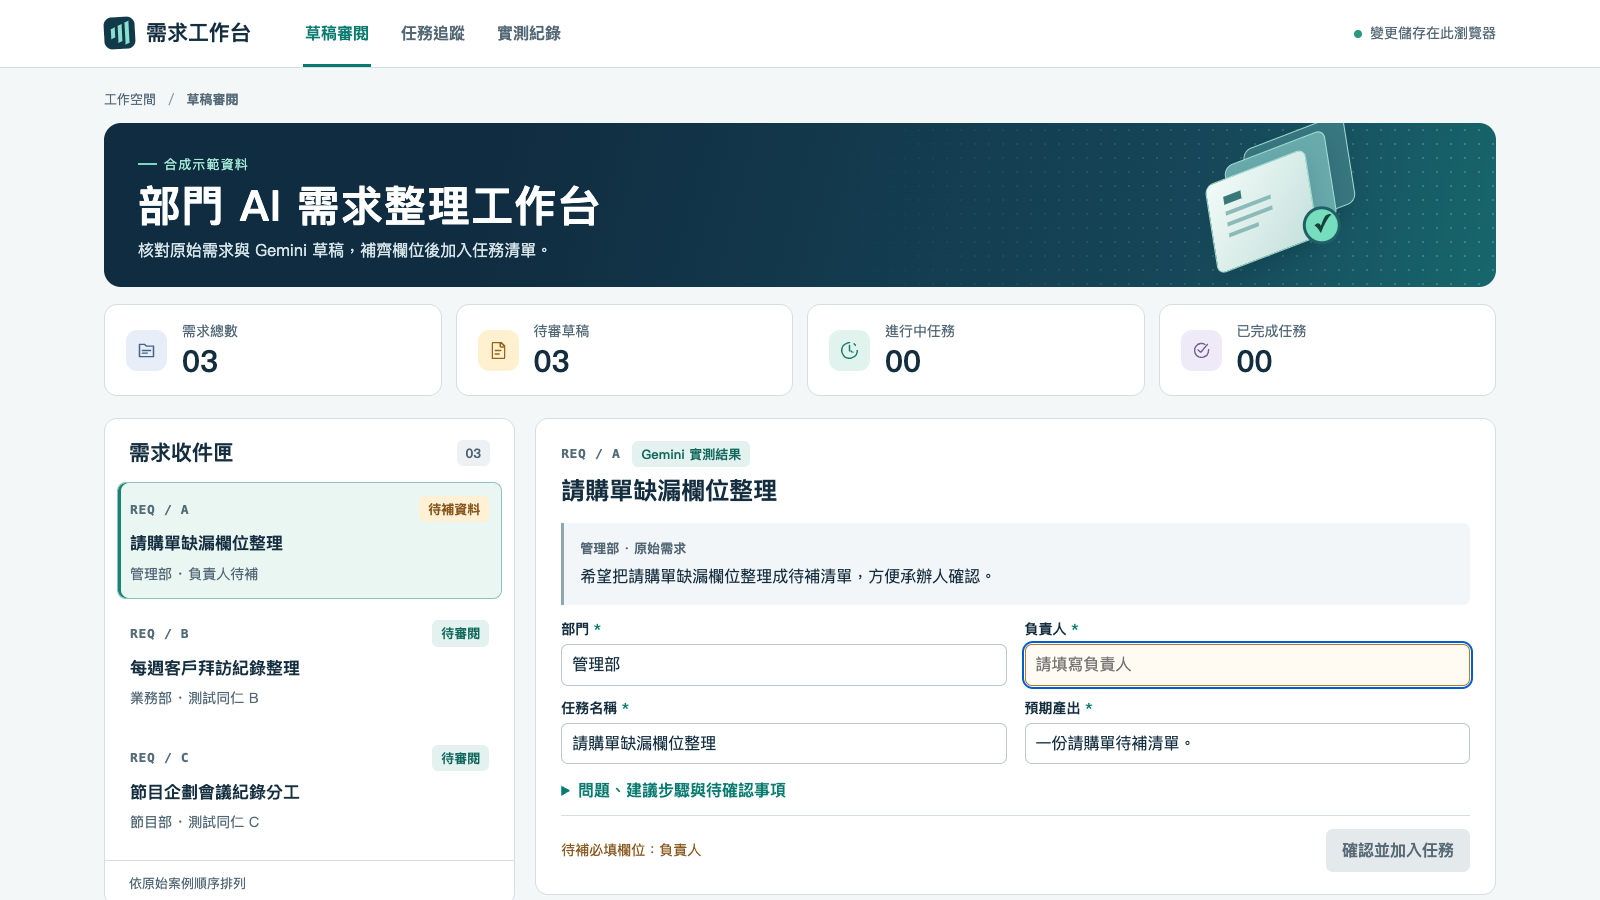 需求工作台
草稿審閱
任務追蹤
實測紀錄
變更儲存在此瀏覽器
工作空間 / 草稿審閱
合成示範資料
部門 AI 需求整理工作台
核對原始需求與 Gemini 草稿，補齊欄位後加入任務清單。
需求總數
03
待審草稿
03
進行中任務
00
已完成任務
00
需求收件匣
03
REQ / A
待補資料
請購單缺漏欄位整理
管理部 · 負責人待補
REQ / B
待審閱
每週客戶拜訪紀錄整理
業務部 · 測試同仁 B
REQ / C
待審閱
節目企劃會議紀錄分工
節目部 · 測試同仁 C
依原始案例順序排列
REQ / A
Gemini 實測結果
請購單缺漏欄位整理
管理部 · 原始需求
希望把請購單缺漏欄位整理成待補清單，方便承辦人確認。
部門 *
管理部
負責人 *
請填寫負責人
任務名稱 *
請購單缺漏欄位整理
預期產出 *
一份請購單待補清單。
問題、建議步驟與待確認事項
待補必填欄位：負責人
確認並加入任務